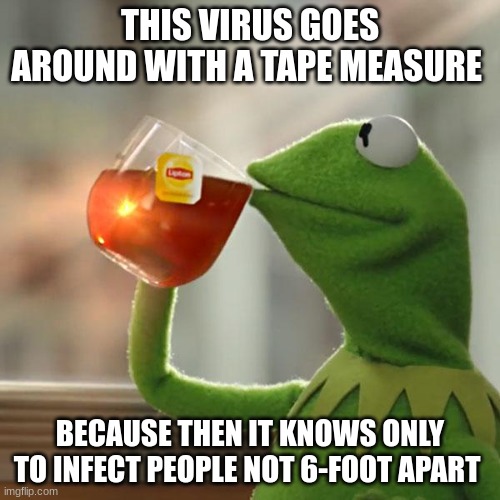 THIS VIRUS GOES
AROUND WITH A TAPE MEASURE
Lipton
BECAUSE THEN IT KNOWS ONLY
TO INFECT PEOPLE NOT 6-FOOT APART
imgflip.com